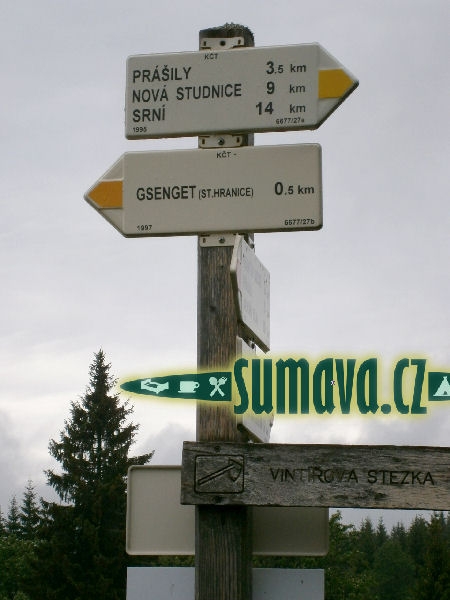 KČT
PRÁŠILY 3.5 km
NOVÁ STUDNICE 9 km
SRNÍ 14 km
1995 6677/27a
KČT
GSENGET (ST.HRANICE) 0.5 km
1997 6677/27b
sumava.cz
VINTÍŘOVA STEZKA